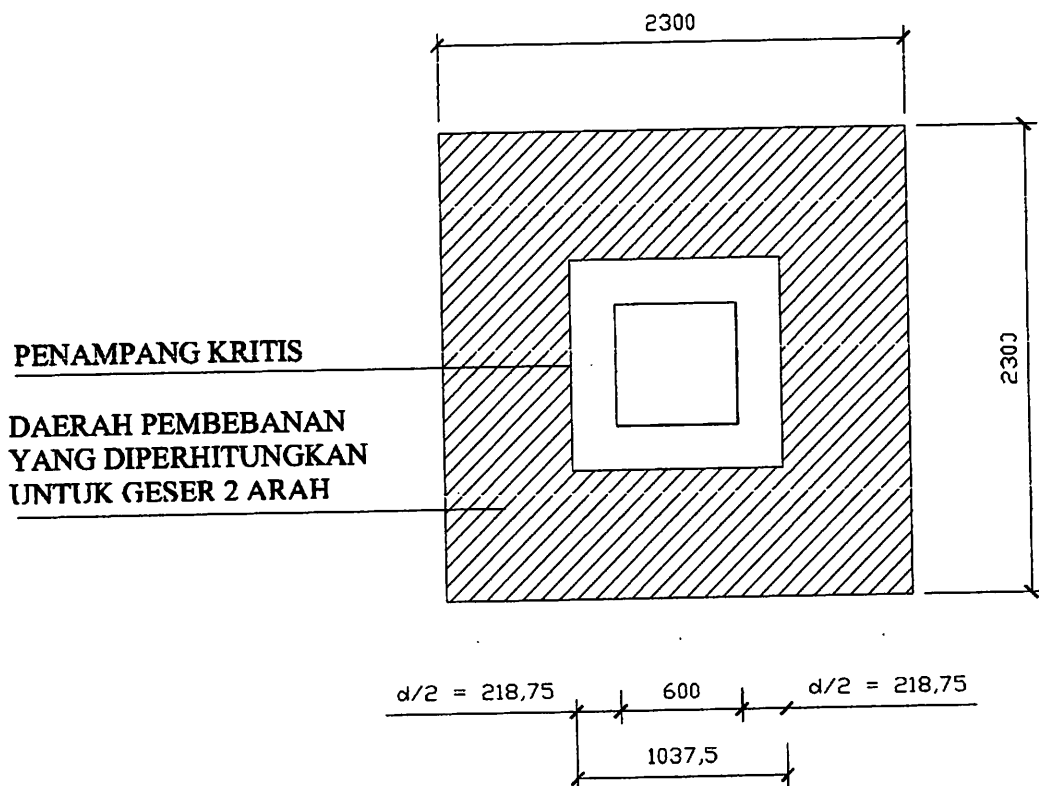 2300
2300
PENAMPANG KRITIS
DAERAH PEMBEBANAN
YANG DIPERHITUNGKAN
UNTUK GESER 2 ARAH
d/2 = 218,75
600
d/2 = 218,75
1037,5